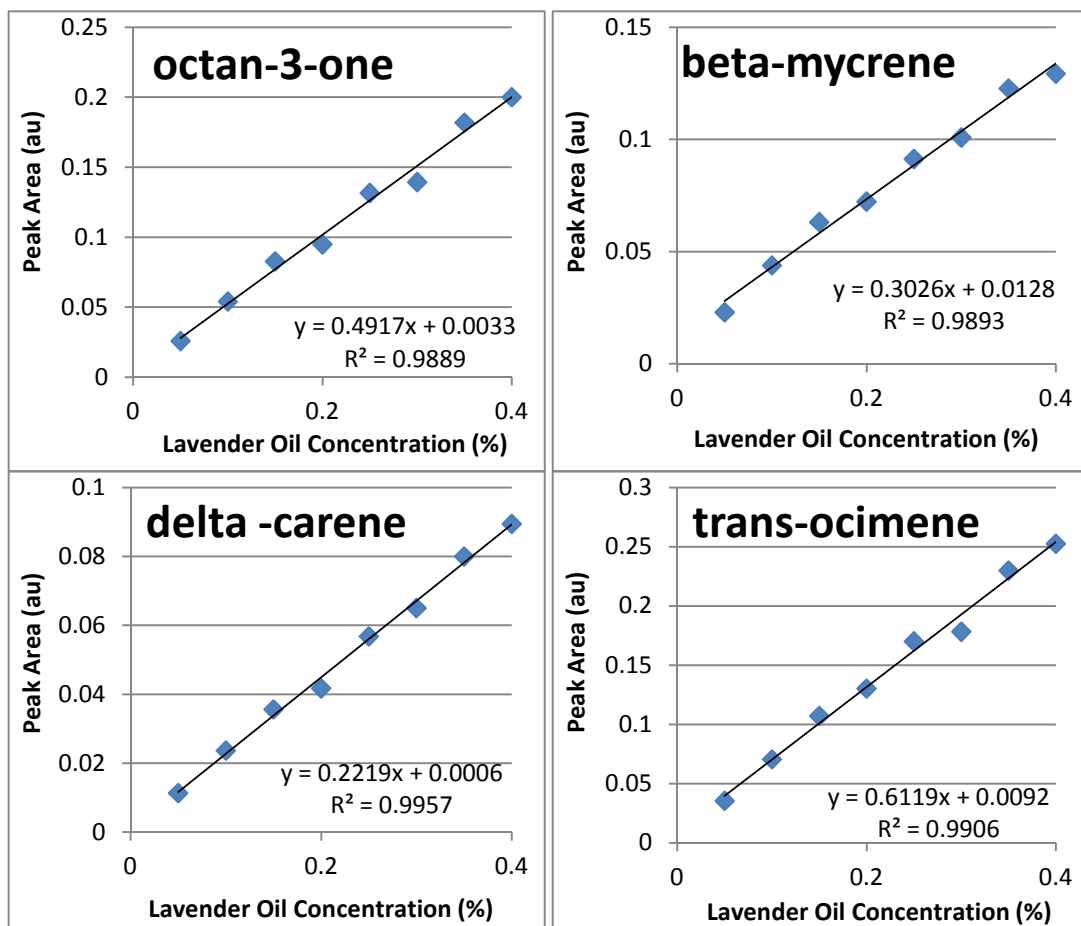 octan-3-one
Peak Area (au)
0.25
0.2
0.15
0.1
0.05
0
y = 0.4917x + 0.0033
R² = 0.9889
0
0.2
0.4
Lavender Oil Concentration (%)
beta-mycrene
Peak Area (au)
0.15
0.1
0.05
0
y = 0.3026x + 0.0128
R² = 0.9893
0
0.2
0.4
Lavender Oil Concentration (%)
delta -carene
Peak Area (au)
0.1
0.08
0.06
0.04
0.02
0
y = 0.2219x + 0.0006
R² = 0.9957
0
0.2
0.4
Lavender Oil Concentration (%)
trans-ocimene
Peak Area (au)
0.3
0.25
0.2
0.15
0.1
0.05
0
y = 0.6119x + 0.0092
R² = 0.9906
0
0.2
0.4
Lavender Oil Concentration (%)